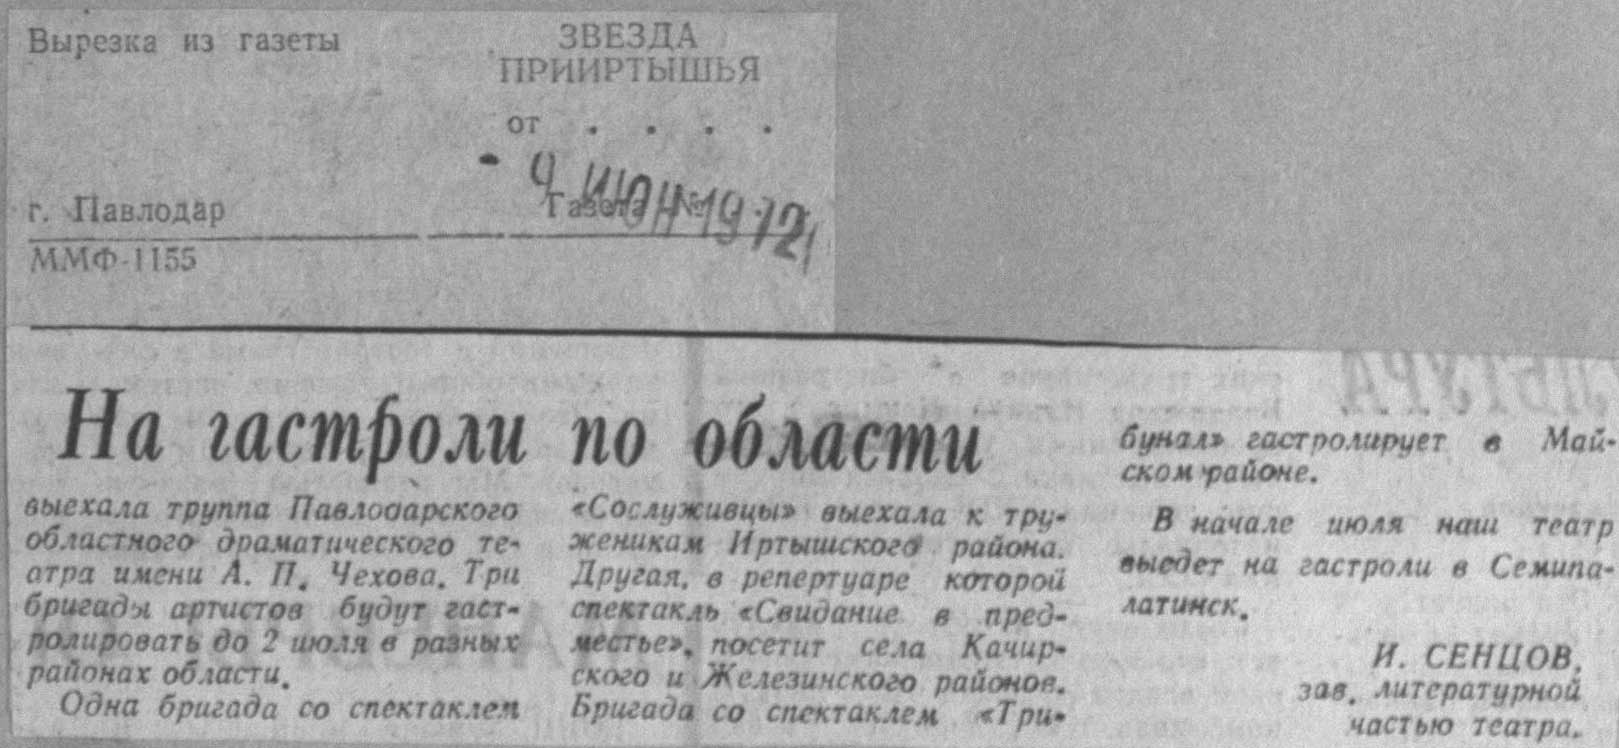 Вырезка из газеты
ЗВЕЗДА
ПРИИРТЫШЬЯ
от . . . .
- 9 ИЮН 1972
г. Павлодар
Газета №
ММФ-1155
На гастроли по области
выехала труппа Павлодарского
областного драматического те-
атра имени А. П. Чехова. Три
бригады артистов будут гаст-
ролировать до 2 июля в разных
районах области.
Одна бригада со спектаклем
«Сослуживцы» выехала к тру-
женикам Иртышского района.
Другая, в репертуаре которой
спектакль «Свидание в пред-
местье», посетит села Качир-
ского и Железинского районов.
Бригада со спектаклем «Три-
бунал» гастролирует в Май-
ском районе.
В начале июля наш театр
выедет на гастроли в Семипа-
латинск.
И. СЕНЦОВ,
зав. литературной
частью театра.